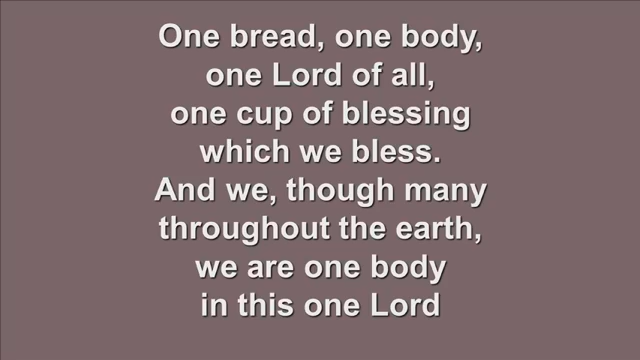 One bread, one body,
one Lord of all,
one cup of blessing
which we bless.
And we, though many
throughout the earth,
we are one body
in this one Lord